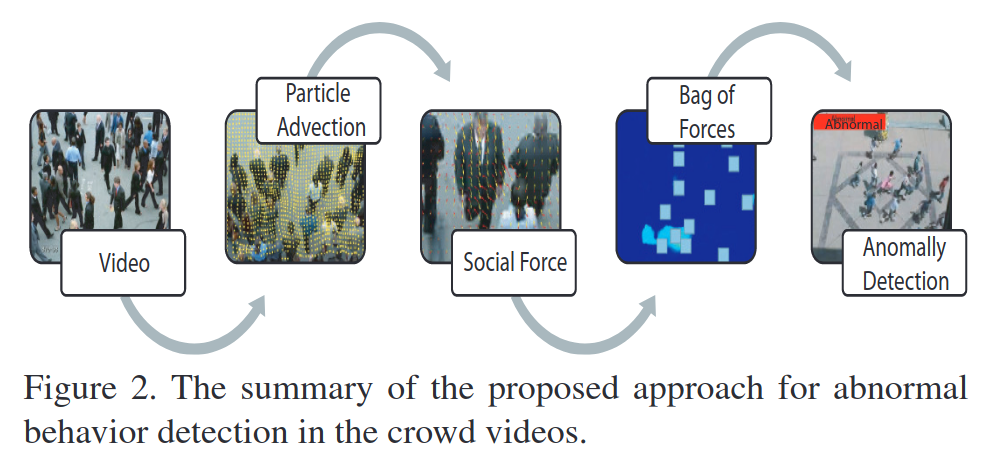 Particle
Advection
Bag of
Forces
Abnormal
Video
Social Force
Anomally
Detection
Figure 2. The summary of the proposed approach for abnormal
behavior detection in the crowd videos.